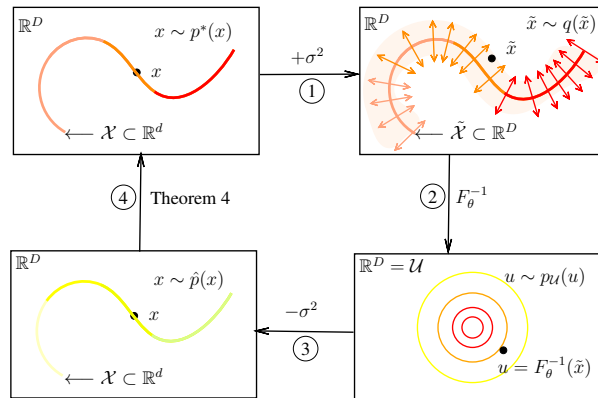 ℝ^D
x ∼ p*(x)
x
⟵ 𝒳 ⊂ ℝ^d
+σ²
①
ℝ^D
x̃ ∼ q(x̃)
x̃
⟵ 𝒳̃ ⊂ ℝ^D
④ Theorem 4
② F_θ^{-1}
ℝ^D
x ∼ p̂(x)
x
⟵ 𝒳 ⊂ ℝ^d
−σ²
③
ℝ^D = 𝒰
u ∼ p_𝒰(u)
u = F_θ^{-1}(x̃)